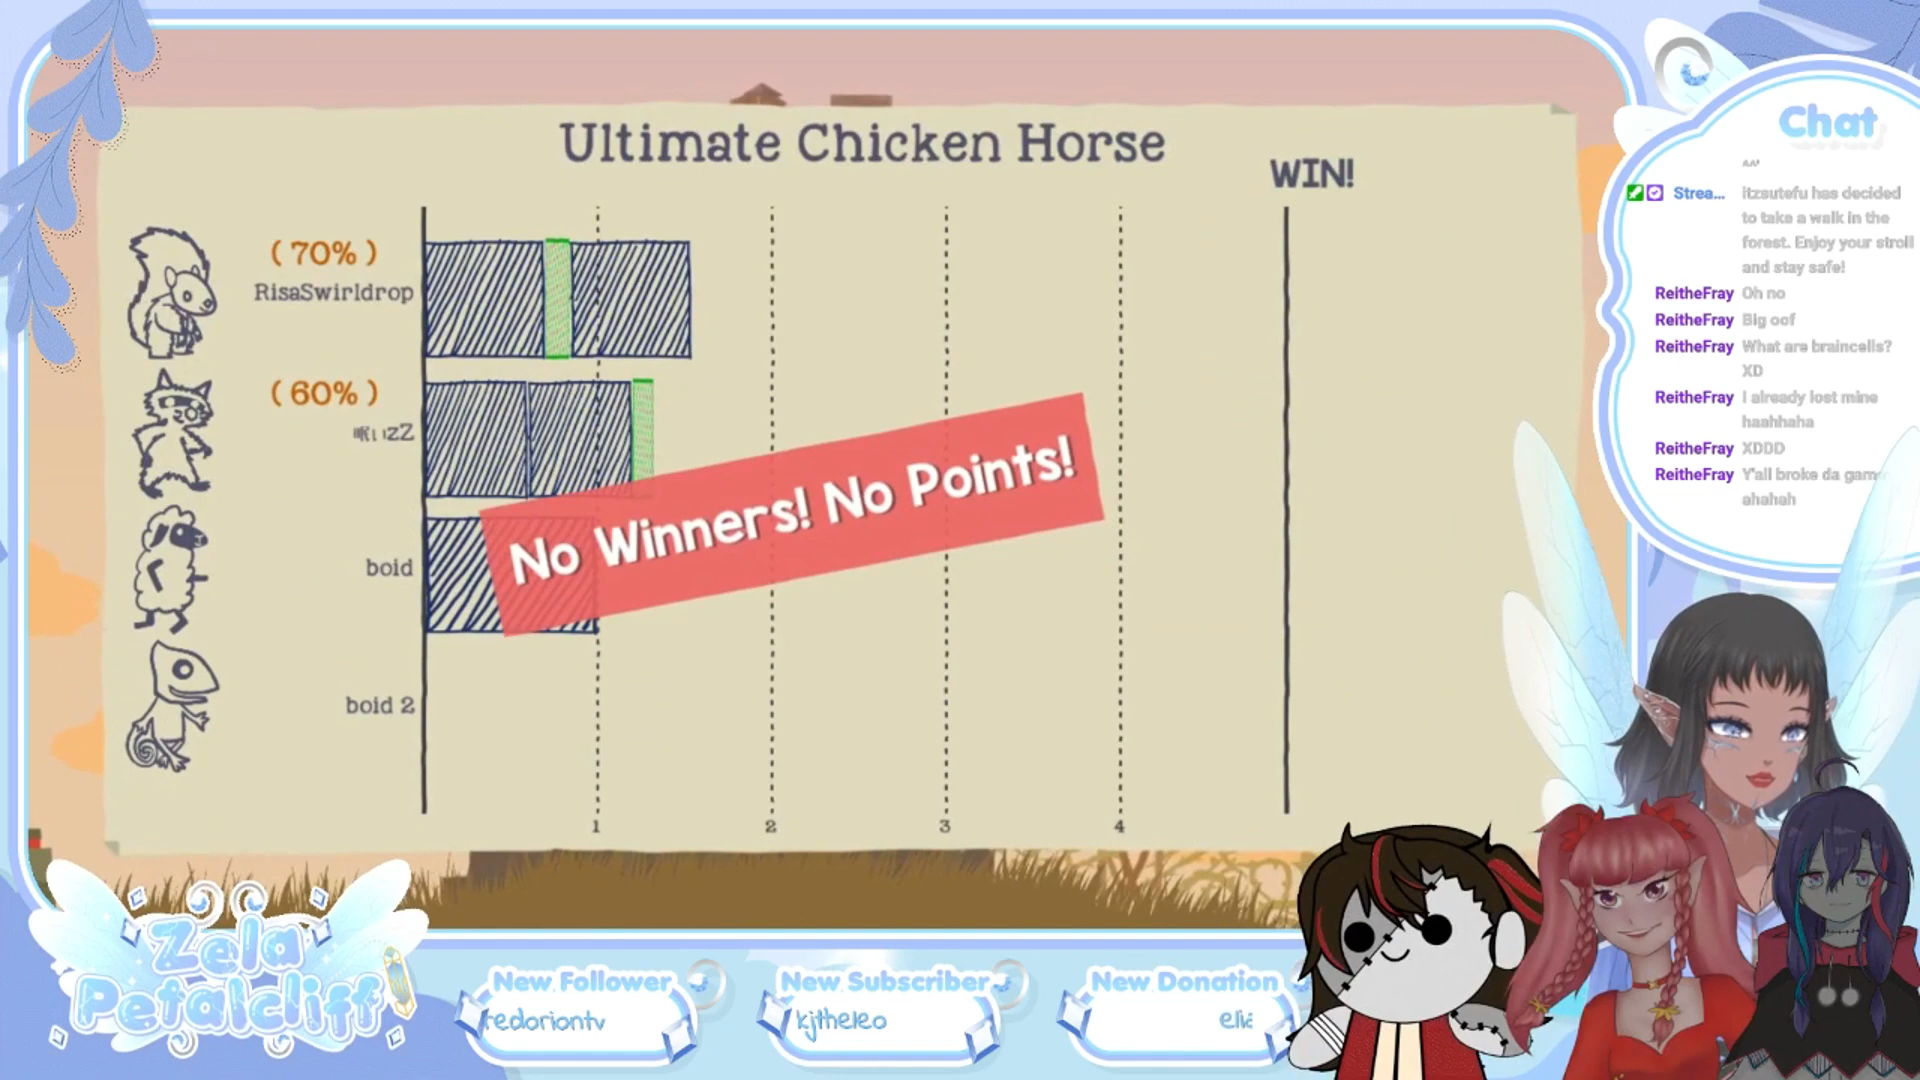 Ultimate Chicken Horse
WIN!
( 70% )
RisaSwirldrop
( 60% )
boid
boid 2
No Winners! No Points!
1
2
3
4
Chat
Strea... itzsutefu has decided
to take a walk in the
forest. Enjoy your stroll
and stay safe!
ReitheFray Oh no
ReitheFray Big oof
ReitheFray What are braincells?
XD
ReitheFray I already lost mine
haahhaha
ReitheFray XDDD
ReitheFray Y'all broke da game
ahahah
Zela
Petalcliff
New Follower
redoriontv
New Subscriber
kjtheleo
New Donation